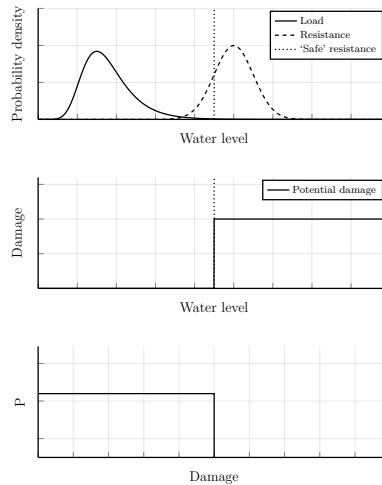 Probability density
Load
Resistance
‘Safe’ resistance
Water level
Damage
Potential damage
Water level
P
Damage